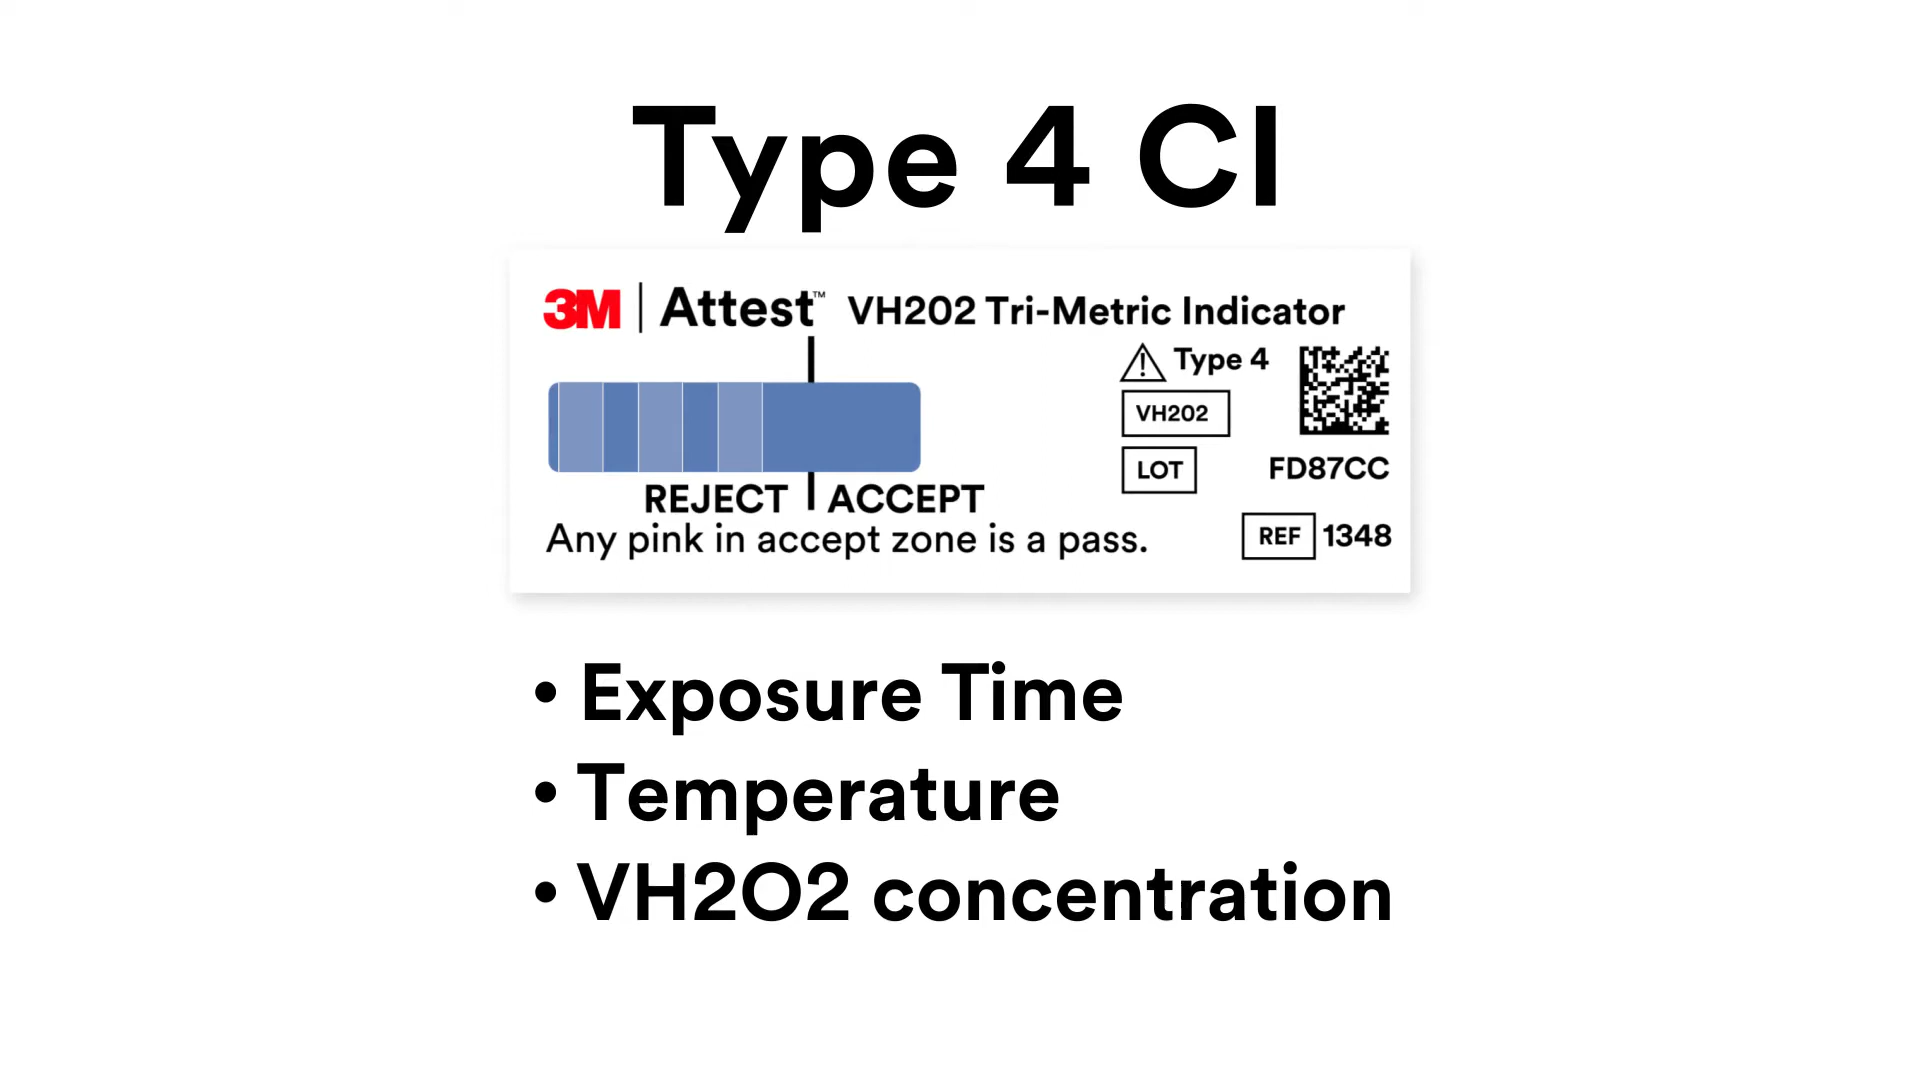 Type 4 CI
3M | Attest™ VH202 Tri-Metric Indicator
⚠ Type 4
VH202
LOT FD87CC
REJECT ACCEPT
Any pink in accept zone is a pass.
REF 1348
• Exposure Time
• Temperature
• VH2O2 concentration